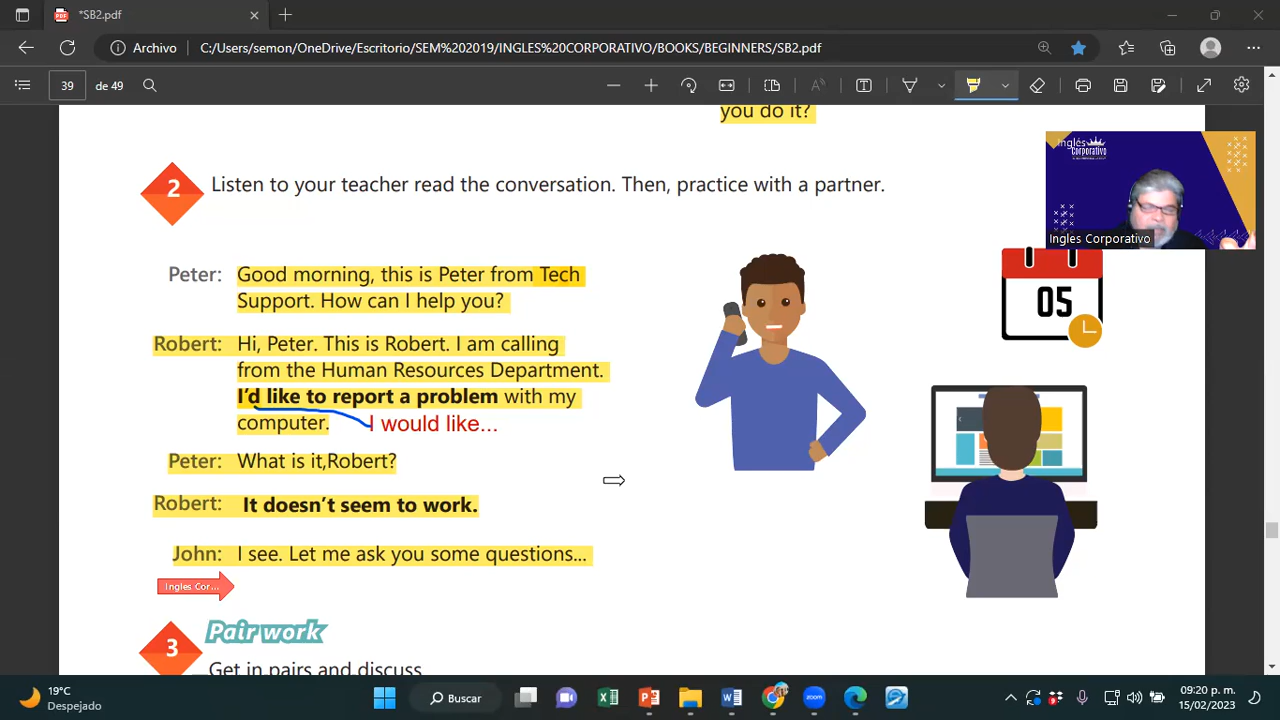 *SB2.pdf
Archivo
C:/Users/semon/OneDrive/Escritorio/SEM%202019/INGLES%20CORPORATIVO/BOOKS/BEGINNERS/SB2.pdf
39 de 49
you do it?
2 Listen to your teacher read the conversation. Then, practice with a partner.
Inglés
Corporativo
Ingles Corporativo
Peter: Good morning, this is Peter from Tech
Support. How can I help you?
05
Robert: Hi, Peter. This is Robert. I am calling
from the Human Resources Department.
I'd like to report a problem with my
computer. I would like...
Peter: What is it,Robert?
Robert: It doesn't seem to work.
John: I see. Let me ask you some questions...
Ingles Cor...
Pair work
3 Get in pairs and discuss
19°C
Despejado
Buscar
09:20 p. m.
15/02/2023